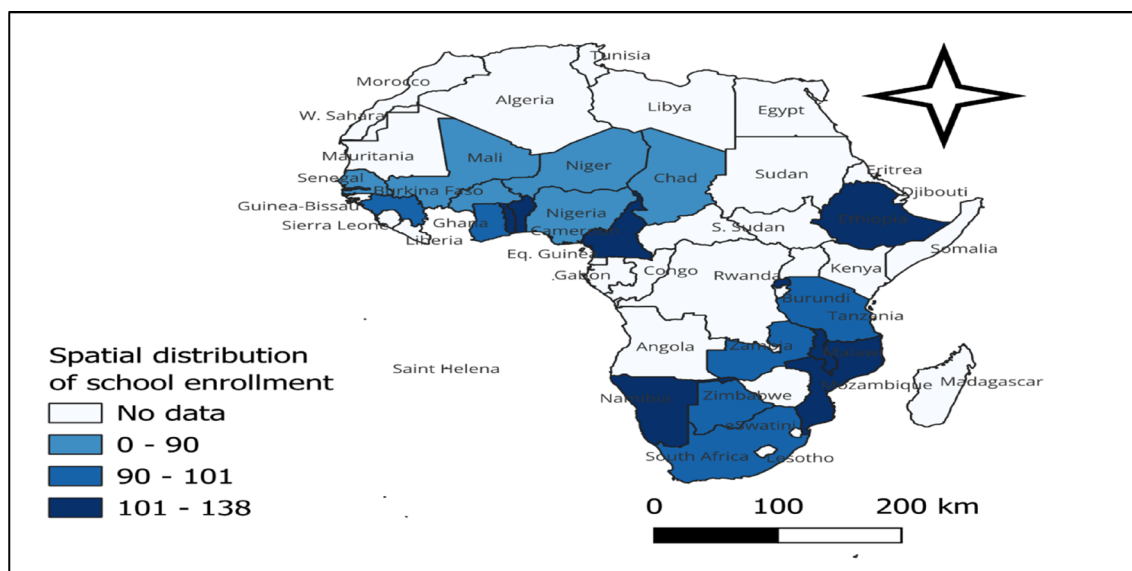 Tunisia
Morocco
Algeria
Libya
Egypt
W. Sahara
Mauritania
Mali
Niger
Chad
Sudan
Eritrea
Senegal
Burkina Faso
Djibouti
Guinea-Bissau
Nigeria
Ethiopia
Ghana
Sierra Leone
Cameroon
S. Sudan
Liberia
Somalia
Eq. Guinea
Gabon
Congo
Rwanda
Kenya
Burundi
Tanzania
Angola
Zambia
Malawi
Saint Helena
Namibia
Zimbabwe
Mozambique
Madagascar
eSwatini
South Africa
Lesotho
Spatial distribution
of school enrollment
No data
0 - 90
90 - 101
101 - 138
0 100 200 km